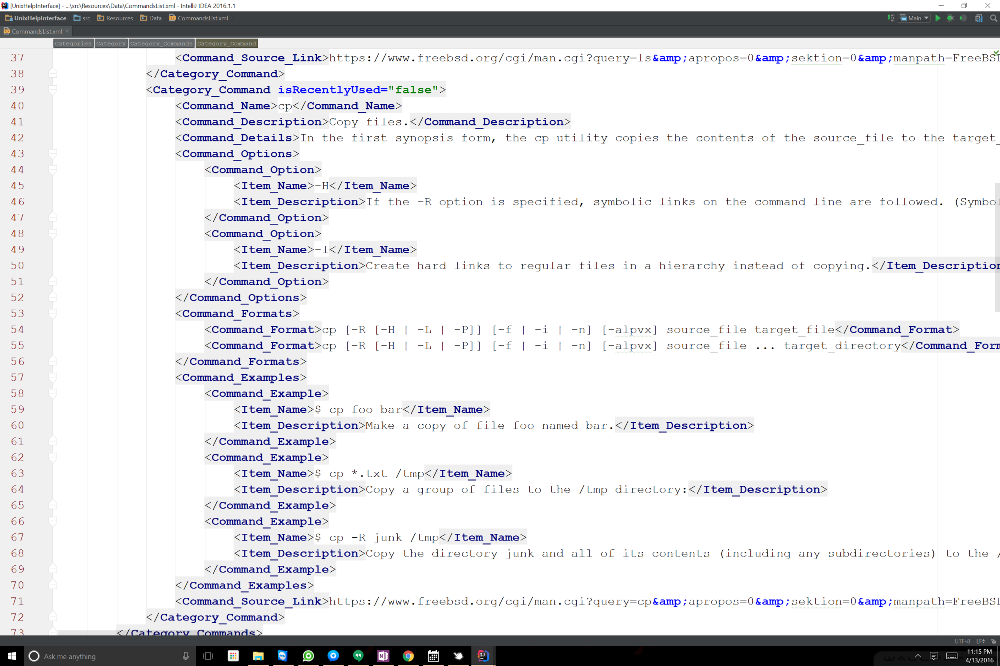 [UnixHelpInterface] - ...\src\Resources\Data\CommandsList.xml - IntelliJ IDEA 2016.1.1
UnixHelpInterface src Resources Data CommandsList.xml Main
CommandsList.xml
Categories Category Category_Commands Category_Command
37 <Command_Source_Link>https://www.freebsd.org/cgi/man.cgi?query=ls&amp;apropos=0&amp;sektion=0&amp;manpath=FreeBSD
38 </Category_Command>
39 <Category_Command isRecentlyUsed="false">
40 <Command_Name>cp</Command_Name>
41 <Command_Description>Copy files.</Command_Description>
42 <Command_Details>In the first synopsis form, the cp utility copies the contents of the source_file to the target_
43 <Command_Options>
44 <Command_Option>
45 <Item_Name>-H</Item_Name>
46 <Item_Description>If the -R option is specified, symbolic links on the command line are followed. (Symbol
47 </Command_Option>
48 <Command_Option>
49 <Item_Name>-l</Item_Name>
50 <Item_Description>Create hard links to regular files in a hierarchy instead of copying.</Item_Description
51 </Command_Option>
52 </Command_Options>
53 <Command_Formats>
54 <Command_Format>cp [-R [-H | -L | -P]] [-f | -i | -n] [-alpvx] source_file target_file</Command_Format>
55 <Command_Format>cp [-R [-H | -L | -P]] [-f | -i | -n] [-alpvx] source_file ... target_directory</Command_Form
56 </Command_Formats>
57 <Command_Examples>
58 <Command_Example>
59 <Item_Name>$ cp foo bar</Item_Name>
60 <Item_Description>Make a copy of file foo named bar.</Item_Description>
61 </Command_Example>
62 <Command_Example>
63 <Item_Name>$ cp *.txt /tmp</Item_Name>
64 <Item_Description>Copy a group of files to the /tmp directory:</Item_Description>
65 </Command_Example>
66 <Command_Example>
67 <Item_Name>$ cp -R junk /tmp</Item_Name>
68 <Item_Description>Copy the directory junk and all of its contents (including any subdirectories) to the /
69 </Command_Example>
70 </Command_Examples>
71 <Command_Source_Link>https://www.freebsd.org/cgi/man.cgi?query=cp&amp;apropos=0&amp;sektion=0&amp;manpath=FreeBSD
72 </Category_Command>
73 </Category_Commands>
UTF-8 LF
Ask me anything
11:15 PM
4/13/2016